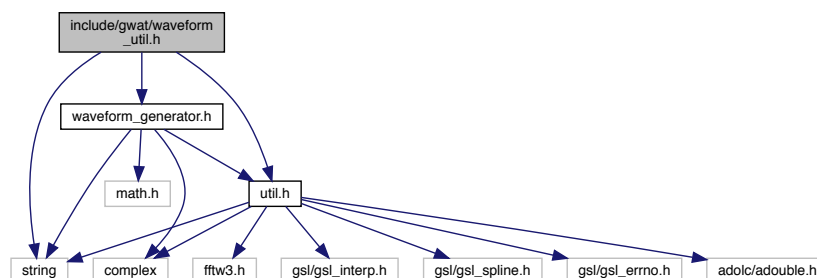 include/gwat/waveform
_util.h
waveform_generator.h
math.h
util.h
string
complex
fftw3.h
gsl/gsl_interp.h
gsl/gsl_spline.h
gsl/gsl_errno.h
adolc/adouble.h